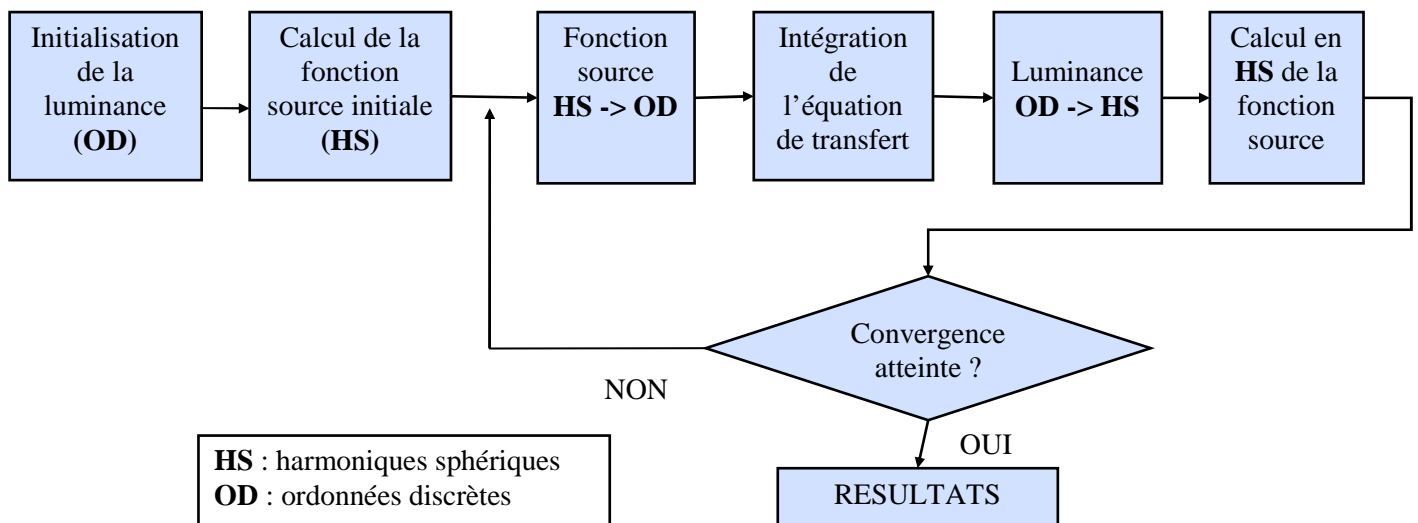 Initialisation
de la
luminance
(OD)
Calcul de la
fonction
source initiale
(HS)
Fonction
source
HS -> OD
Intégration
de
l’équation
de transfert
Luminance
OD -> HS
Calcul en
HS de la
fonction
source
Convergence
atteinte ?
NON
OUI
HS : harmoniques sphériques
OD : ordonnées discrètes
RESULTATS